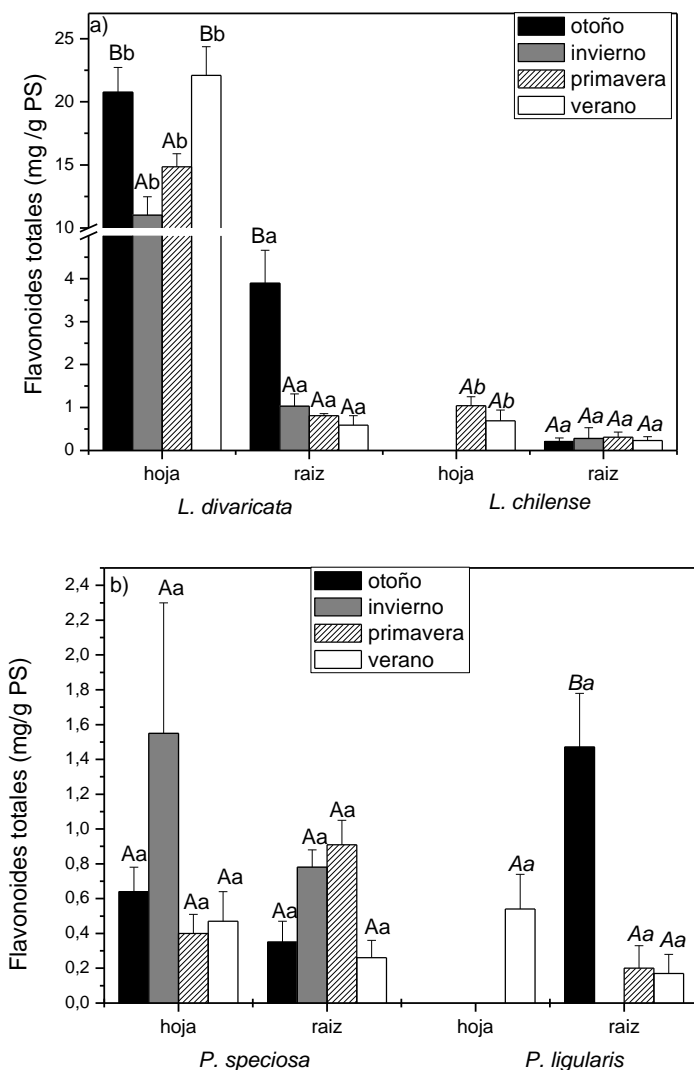 a)
otoño
invierno
primavera
verano
Flavonoides totales (mg /g PS)
25
20
15
10
4
3
2
1
0
Bb
Ab
Ab
Bb
Ba
Aa
Aa
Aa
Ab
Ab
Aa
Aa
Aa
Aa
hoja
raiz
hoja
raiz
L. divaricata
L. chilense
b)
otoño
invierno
primavera
verano
Flavonoides totales (mg/g PS)
2,4
2,2
2,0
1,8
1,6
1,4
1,2
1,0
0,8
0,6
0,4
0,2
0,0
Aa
Aa
Aa
Aa
Aa
Aa
Aa
Aa
Aa
Ba
Aa
Aa
hoja
raiz
hoja
raiz
P. speciosa
P. ligularis